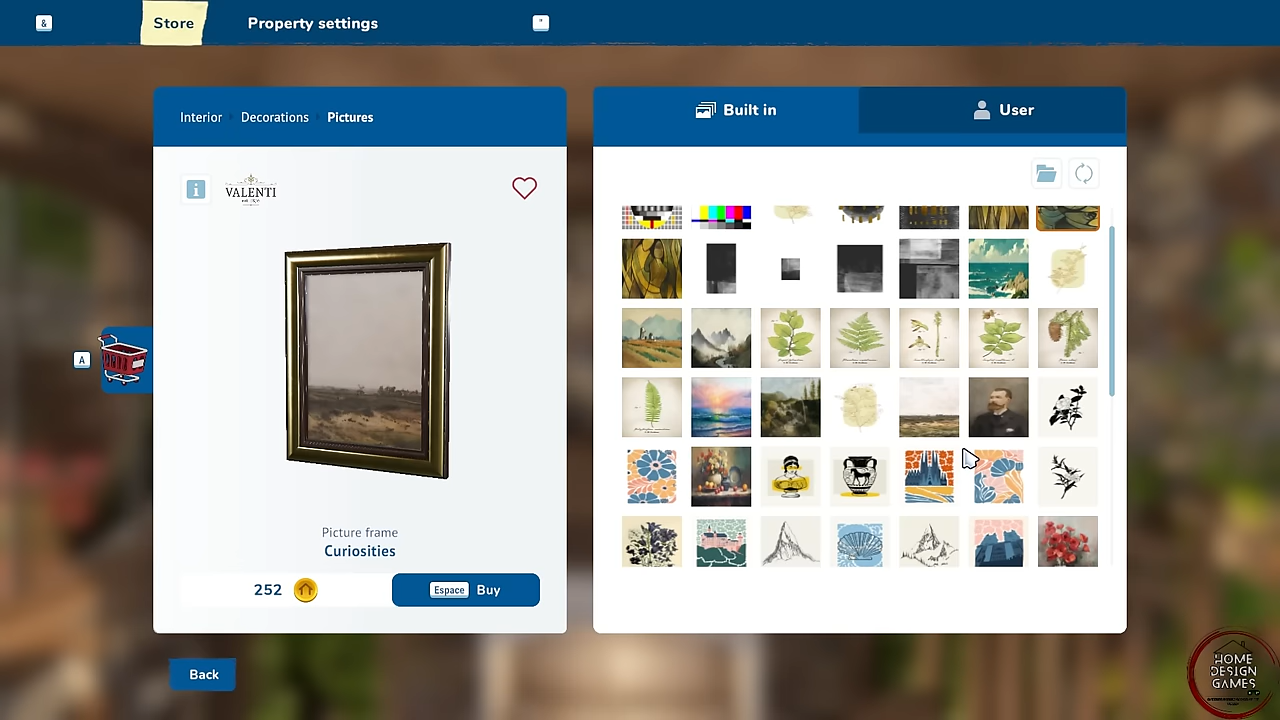 &
Store
Property settings
"
Interior
Decorations
Pictures
Built in
User
VALENTI
A
Picture frame
Curiosities
252
Espace
Buy
Back
HOME
DESIGN
GAMES